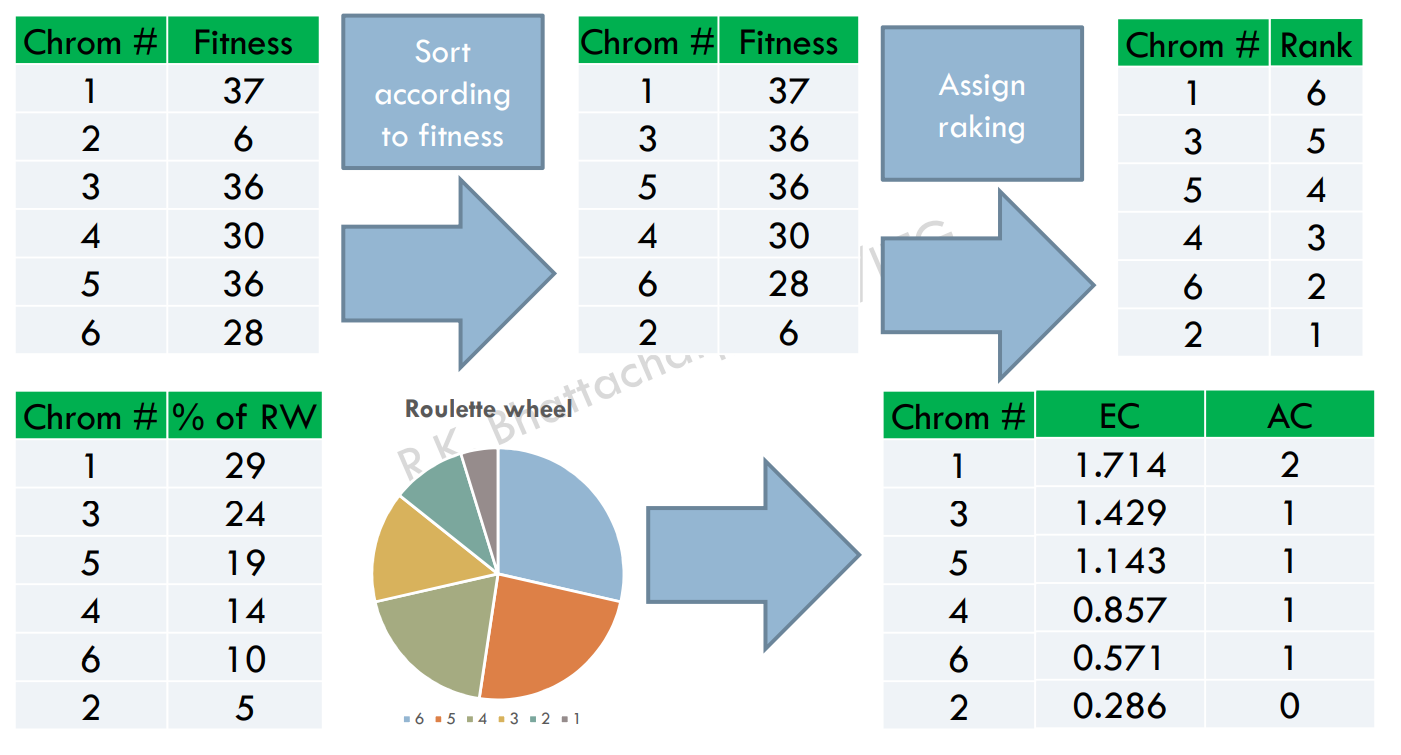 Chrom # Fitness
1 37
2 6
3 36
4 30
5 36
6 28
Sort
according
to fitness
Chrom # Fitness
1 37
3 36
5 36
4 30
6 28
2 6
Assign
raking
Chrom # Rank
1 6
3 5
5 4
4 3
6 2
2 1
Chrom # % of RW
1 29
3 24
5 19
4 14
6 10
2 5
Roulette wheel
6 5 4 3 2 1
Chrom # EC AC
1 1.714 2
3 1.429 1
5 1.143 1
4 0.857 1
6 0.571 1
2 0.286 0
R.K.